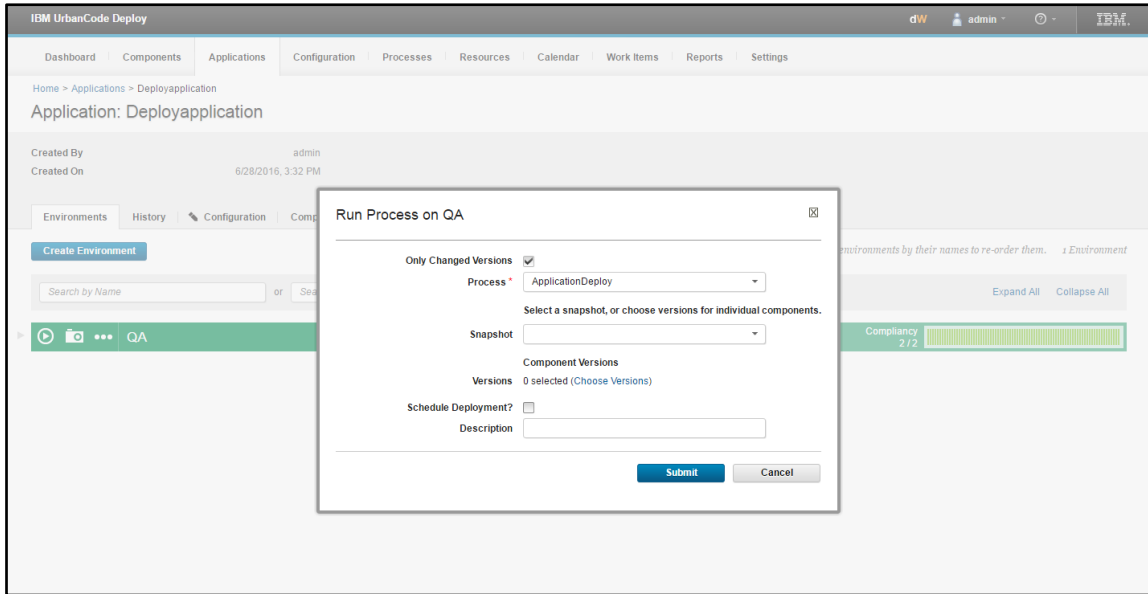 IBM UrbanCode Deploy dW admin IBM.
Dashboard Components Applications Configuration Processes Resources Calendar Work Items Reports Settings
Home > Applications > Deployapplication
Application: Deployapplication
Created By admin
Created On 6/28/2016, 3:32 PM
Environments History Configuration Comp
Create Environment
environments by their names to re-order them. 1 Environment
Search by Name or Sea
Expand All Collapse All
QA
Compliancy
2 / 2
Run Process on QA
Only Changed Versions
Process * ApplicationDeploy
Select a snapshot, or choose versions for individual components.
Snapshot
Component Versions
Versions 0 selected (Choose Versions)
Schedule Deployment?
Description
Submit Cancel